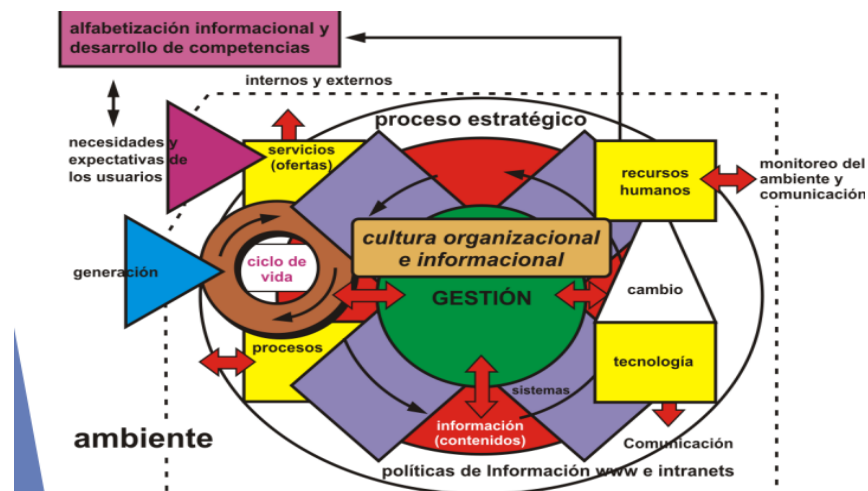 alfabetización informacional y
desarrollo de competencias
internos y externos
proceso estratégico
necesidades y
expectativas de
los usuarios
servicios
(ofertas)
recursos
humanos
monitoreo del
ambiente y
comunicación
cultura organizacional
e informacional
generación
ciclo de
vida
GESTIÓN
cambio
procesos
tecnología
sistemas
información
(contenidos)
ambiente
Comunicación
políticas de Información www e intranets